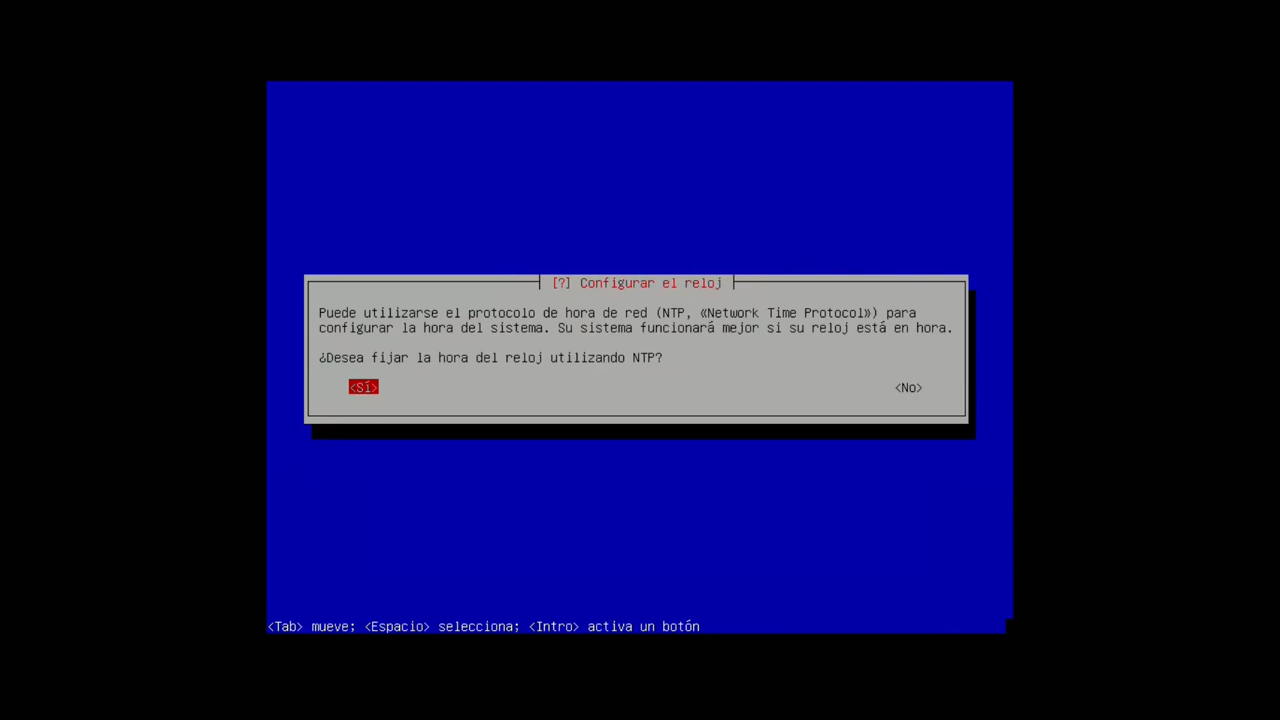 [?] Configurar el reloj
Puede utilizarse el protocolo de hora de red (NTP, «Network Time Protocol») para
configurar la hora del sistema. Su sistema funcionará mejor si su reloj está en hora.
¿Desea fijar la hora del reloj utilizando NTP?
<Sí> <No>
<Tab> mueve; <Espacio> selecciona; <Intro> activa un botón